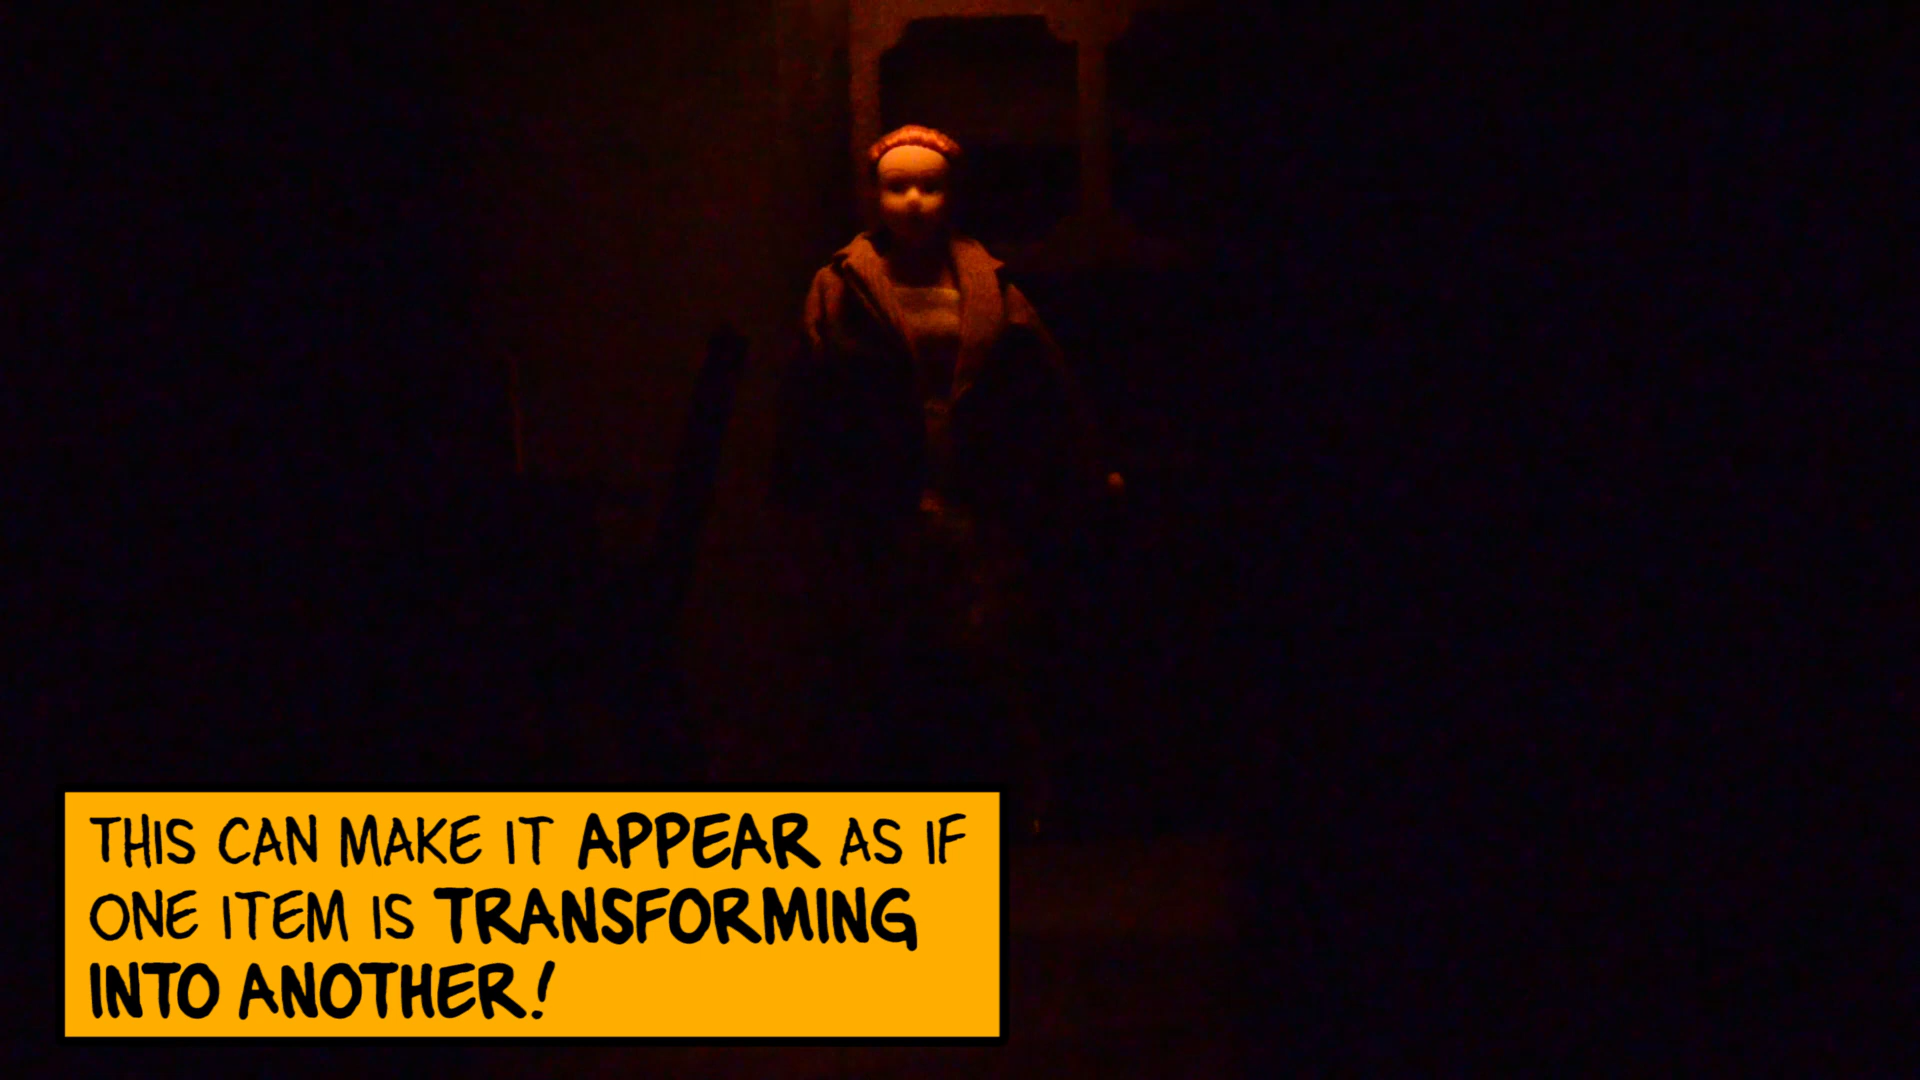 THIS CAN MAKE IT APPEAR AS IF
ONE ITEM IS TRANSFORMING
INTO ANOTHER!